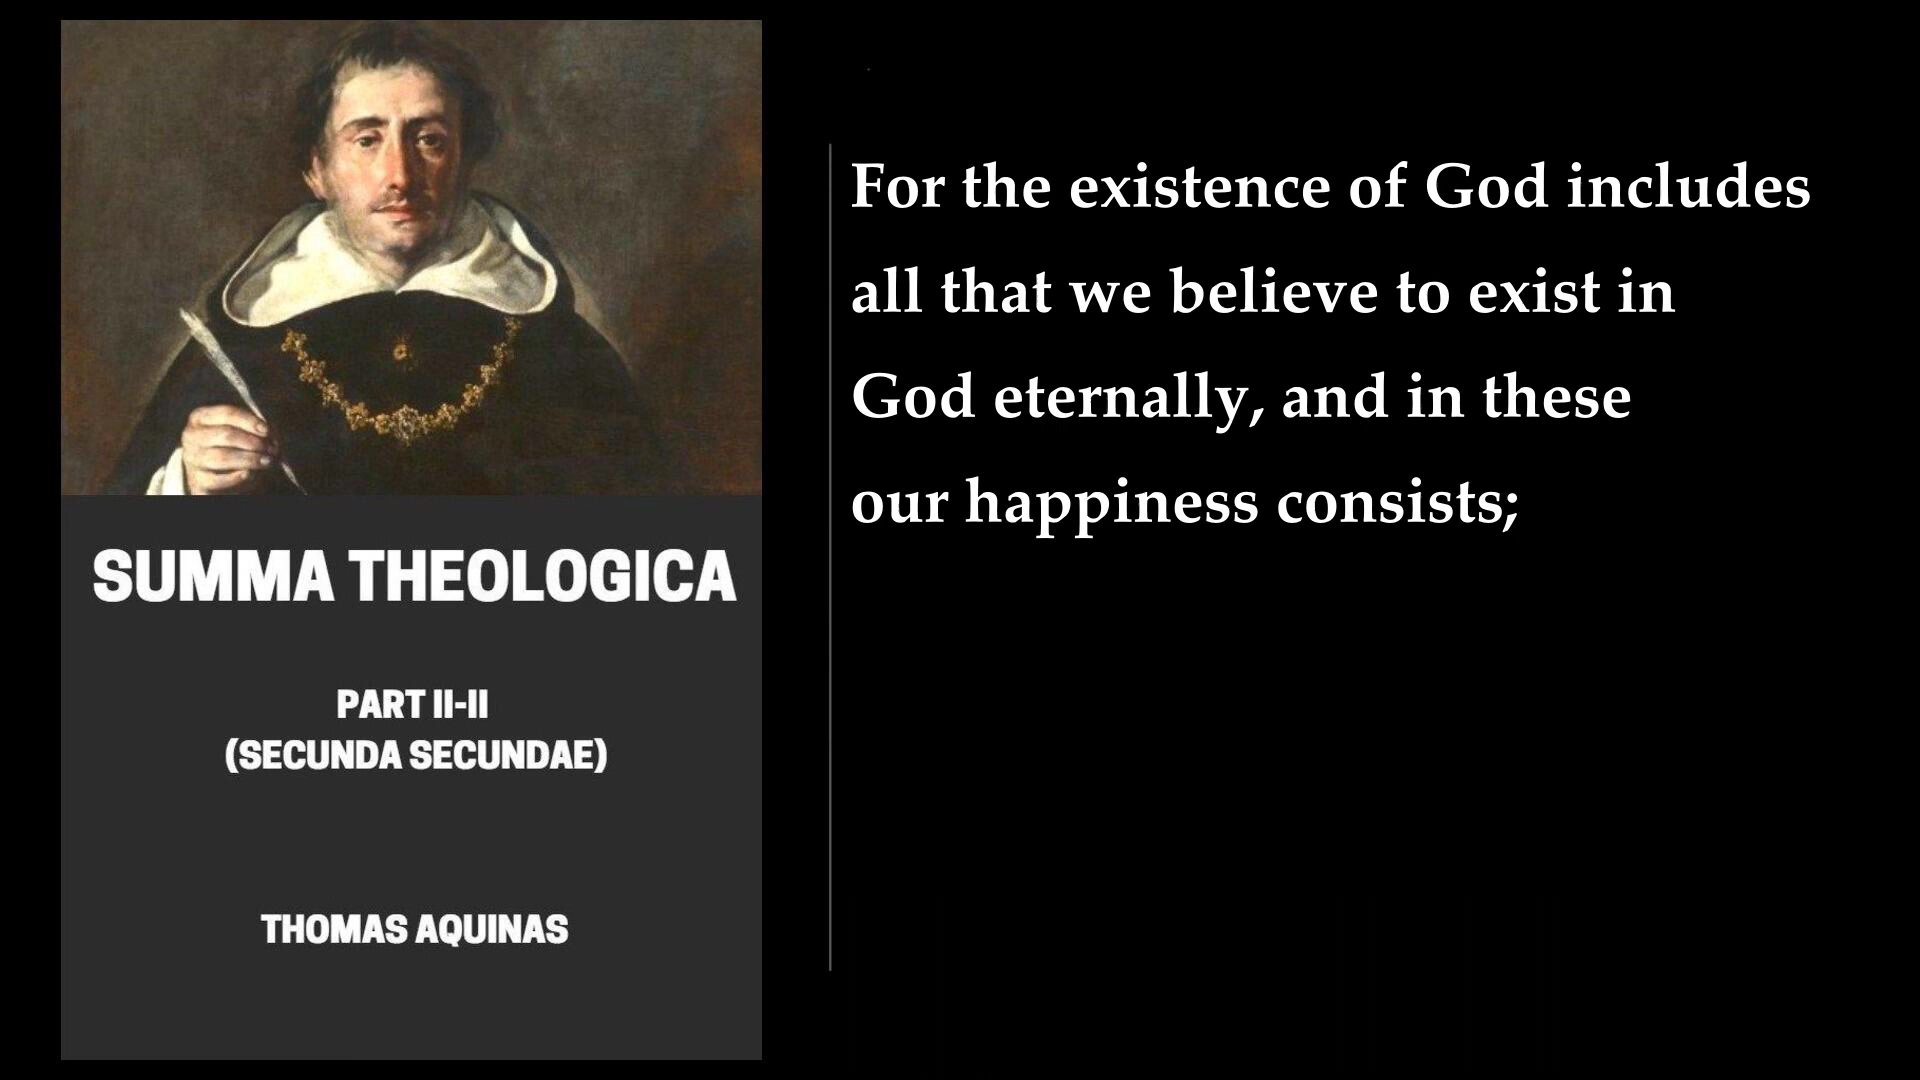 SUMMA THEOLOGICA
PART II-II
(SECUNDA SECUNDAE)
THOMAS AQUINAS
For the existence of God includes
all that we believe to exist in
God eternally, and in these
our happiness consists;